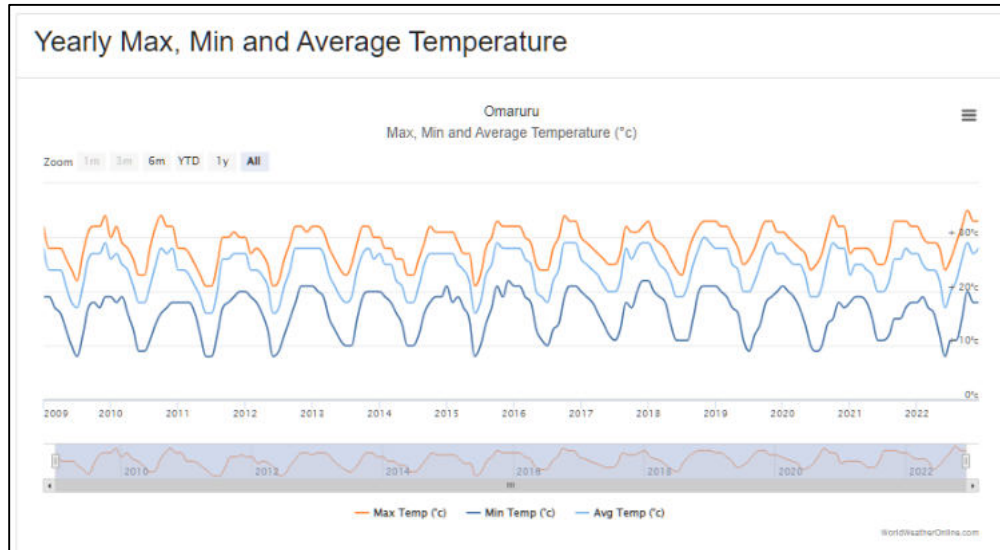 Yearly Max, Min and Average Temperature
Omaruru
Max, Min and Average Temperature (°c)
Zoom 1m 3m 6m YTD 1y All
+ 30°c
+ 20°c
+ 10°c
0°c
2009 2010 2011 2012 2013 2014 2015 2016 2017 2018 2019 2020 2021 2022
2010 2012 2014 2016 2018 2020 2022
Max Temp (°c) Min Temp (°c) Avg Temp (°c)
WorldWeatherOnline.com